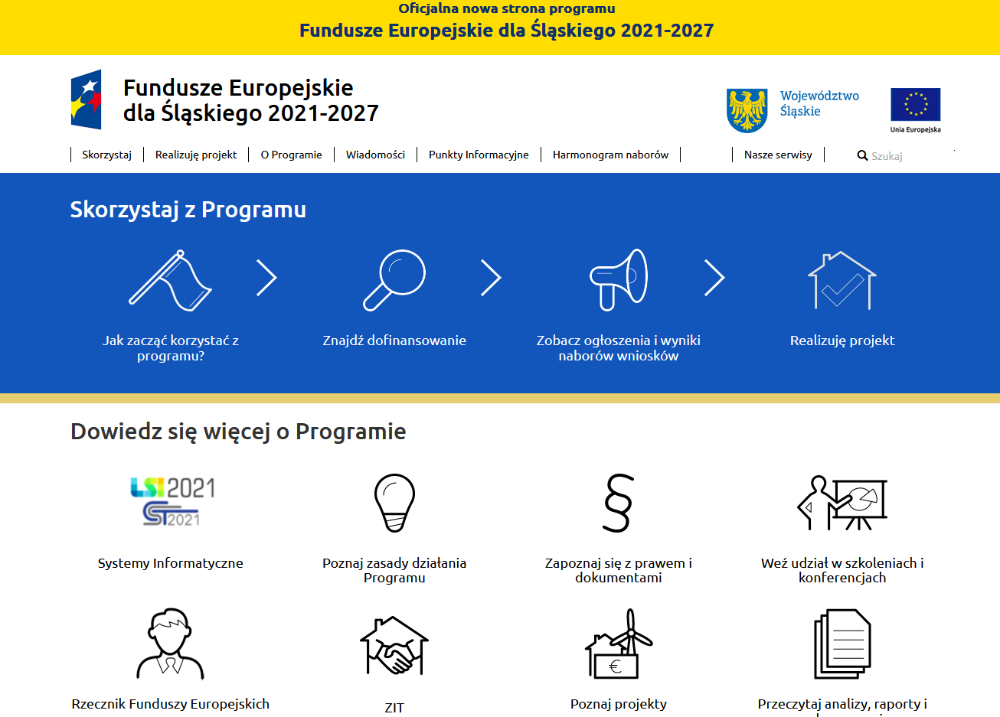 Oficjalna nowa strona programu
Fundusze Europejskie dla Śląskiego 2021-2027
Fundusze Europejskie
dla Śląskiego 2021-2027
Województwo
Śląskie
Unia Europejska
Skorzystaj
Realizuję projekt
O Programie
Wiadomości
Punkty Informacyjne
Harmonogram naborów
Nasze serwisy
Szukaj
Skorzystaj z Programu
Jak zacząć korzystać z
programu?
Znajdź dofinansowanie
Zobacz ogłoszenia i wyniki
naborów wniosków
Realizuję projekt
Dowiedz się więcej o Programie
LSI 2021
CST 2021
Systemy Informatyczne
Poznaj zasady działania
Programu
§
Zapoznaj się z prawem i
dokumentami
Weź udział w szkoleniach i
konferencjach
Rzecznik Funduszy Europejskich
ZIT
€
Poznaj projekty
Przeczytaj analizy, raporty i